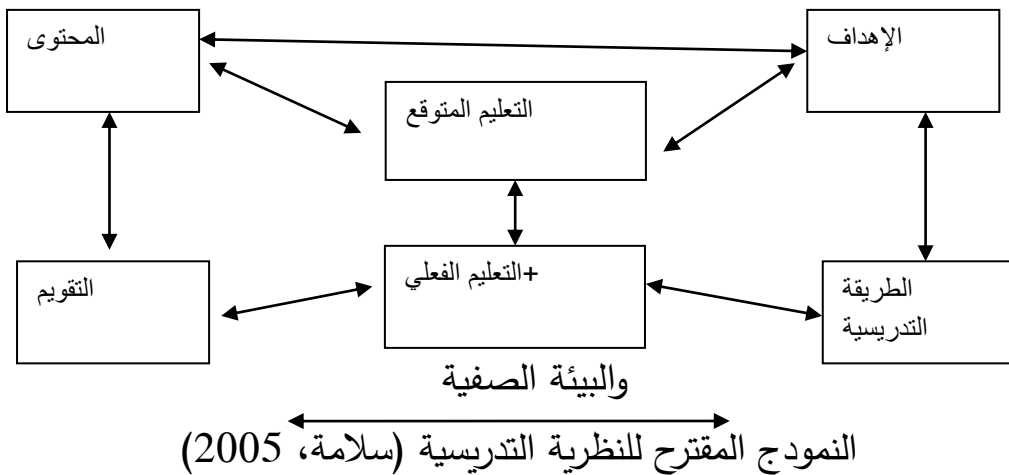 الإهداف
المحتوى
التعليم المتوقع
التعليم الفعلي+
الطريقة
التدريسية
التقويم
والبيئة الصفية
النمودج المقترح للنظرية التدريسية (سلامة، 2005)